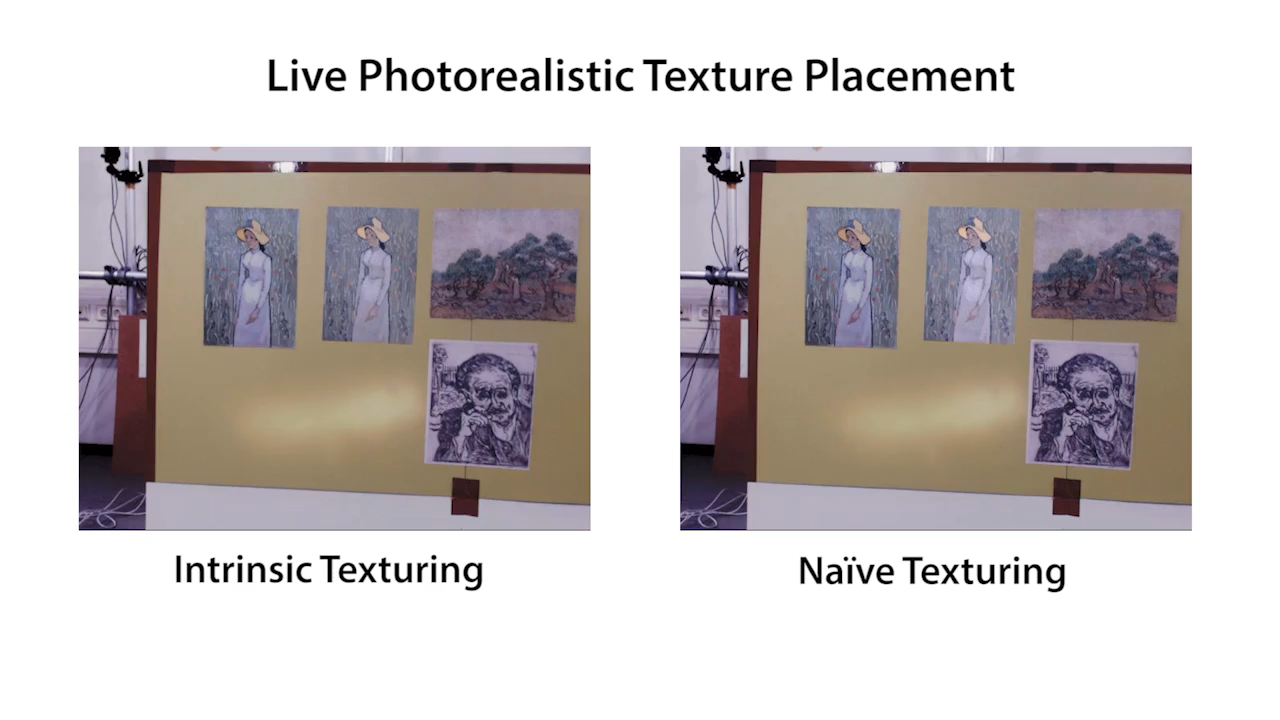 Live Photorealistic Texture Placement
Intrinsic Texturing
Naïve Texturing